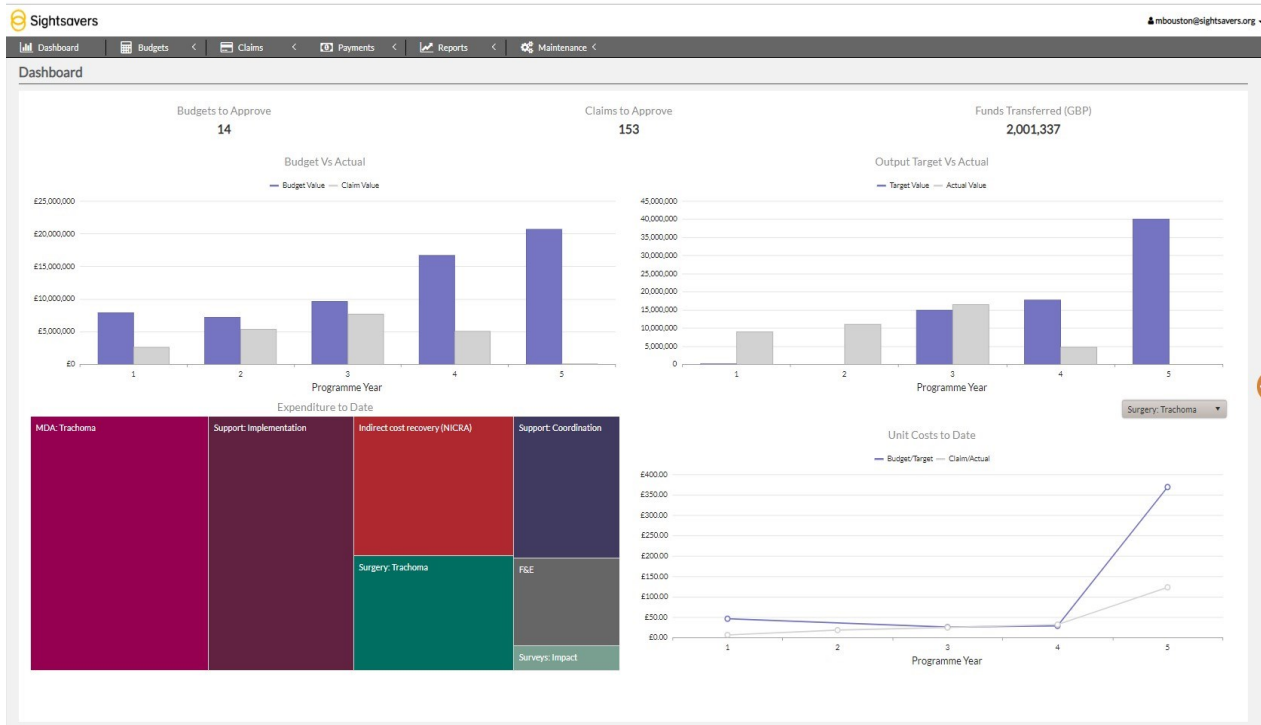 Sightsavers
mbouston@sightsavers.org
Dashboard Budgets Claims Payments Reports Maintenance
Dashboard
Budgets to Approve
14
Claims to Approve
153
Funds Transferred (GBP)
2,001,337
Budget Vs Actual
Budget Value Claim Value
£25,000,000
£20,000,000
£15,000,000
£10,000,000
£5,000,000
£0
1 2 3 4 5
Programme Year
Output Target Vs Actual
Target Value Actual Value
45,000,000
40,000,000
35,000,000
30,000,000
25,000,000
20,000,000
15,000,000
10,000,000
5,000,000
0
1 2 3 4 5
Programme Year
Expenditure to Date
MDA: Trachoma
Support: Implementation
Indirect cost recovery (NICRA)
Support: Coordination
Surgery: Trachoma
F&E
Surveys: Impact
Surgery: Trachoma
Unit Costs to Date
Budget/Target Claim/Actual
£400.00
£350.00
£300.00
£250.00
£200.00
£150.00
£100.00
£50.00
£0.00
1 2 3 4 5
Programme Year